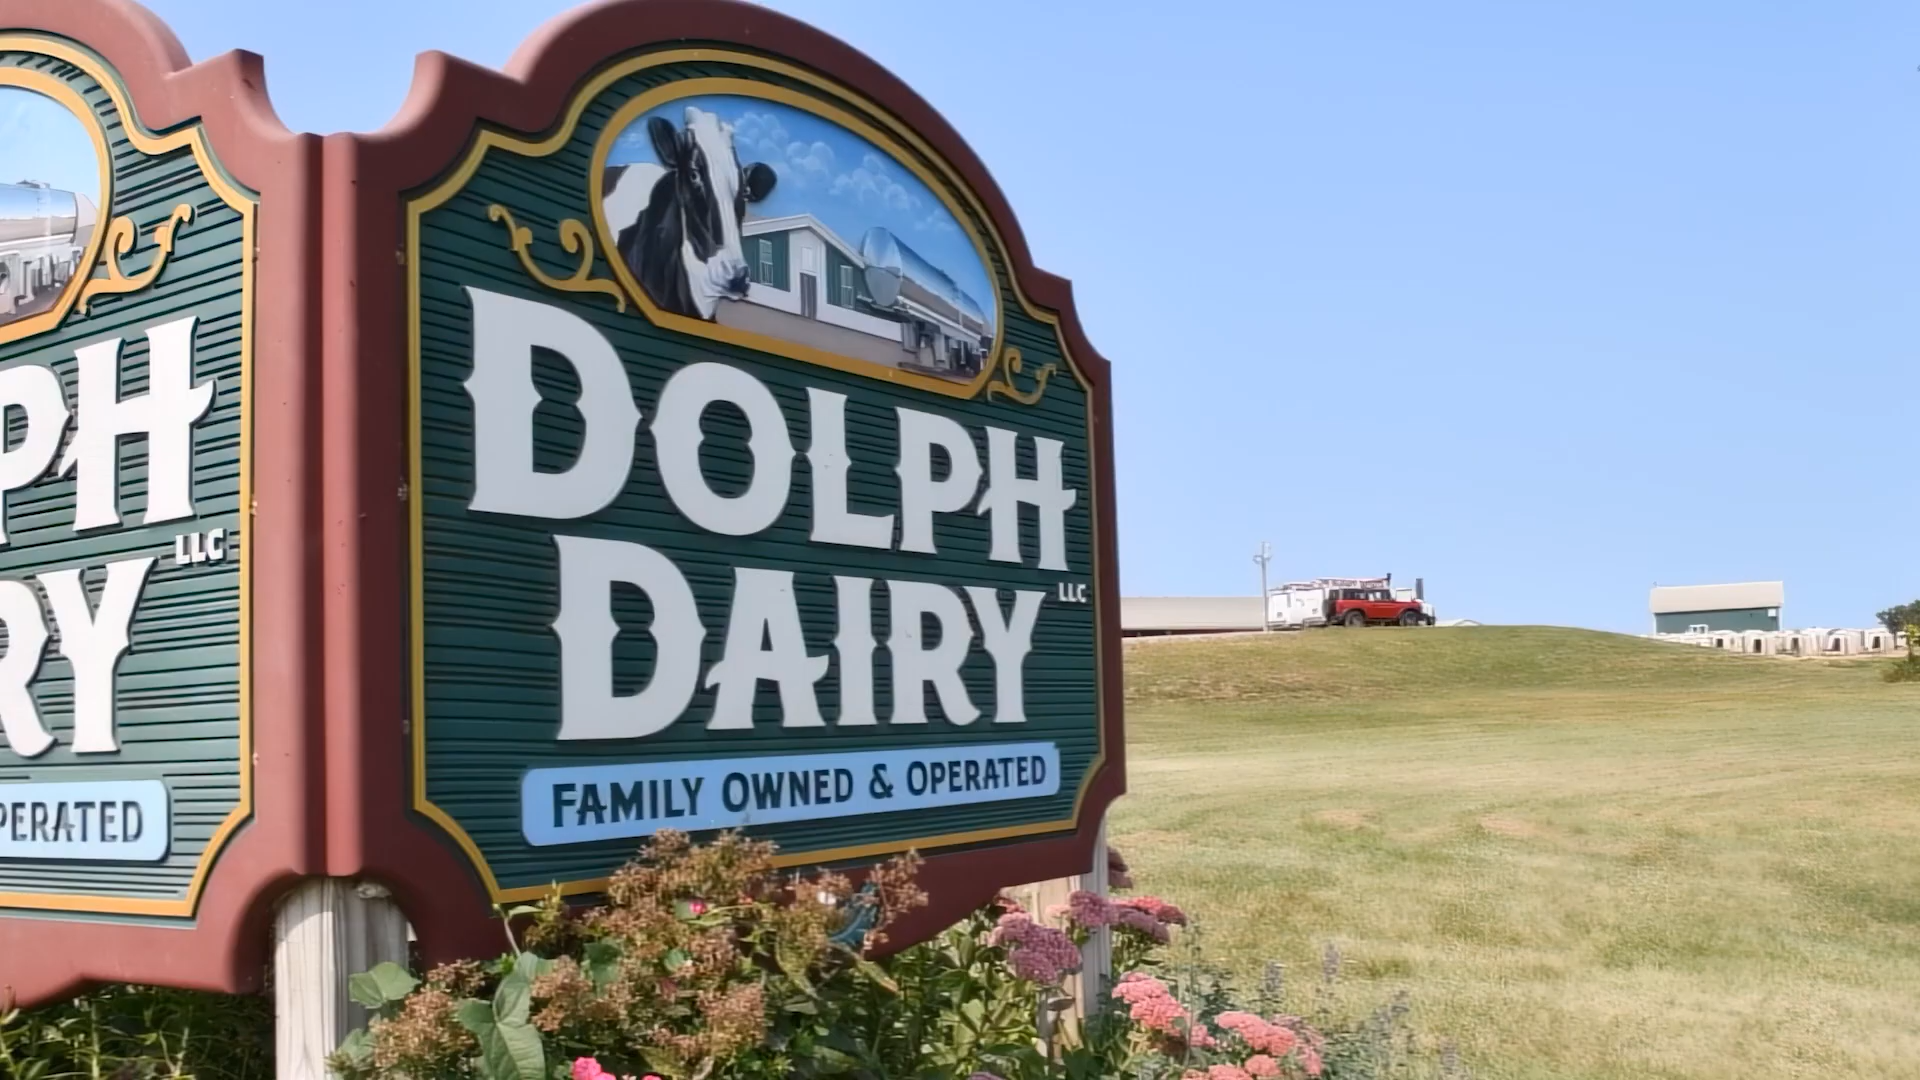 PH
LLC
RY
PERATED
DOLPH
DAIRY
LLC
FAMILY OWNED & OPERATED